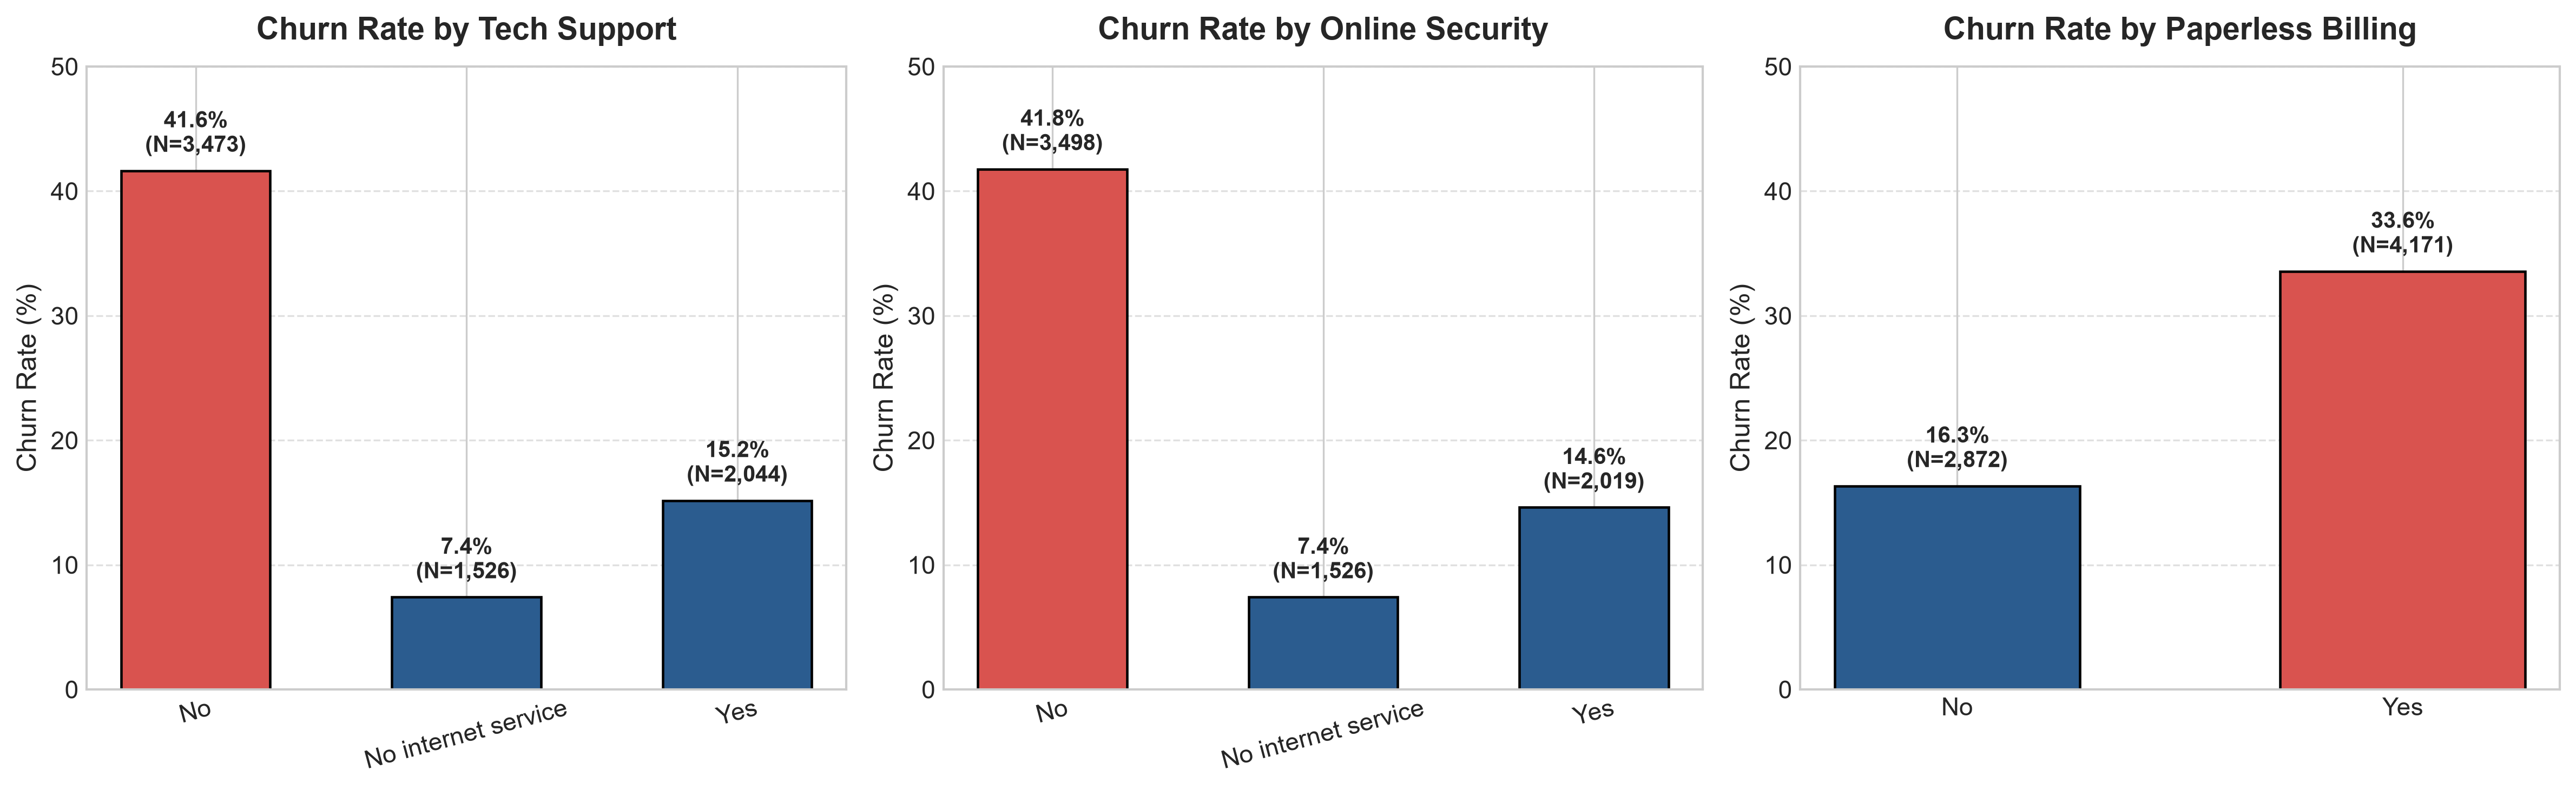 Churn Rate by Tech Support
Churn Rate (%)
50
40
30
20
10
0
41.6%
(N=3,473)
7.4%
(N=1,526)
15.2%
(N=2,044)
No
No internet service
Yes
Churn Rate by Online Security
Churn Rate (%)
50
40
30
20
10
0
41.8%
(N=3,498)
7.4%
(N=1,526)
14.6%
(N=2,019)
No
No internet service
Yes
Churn Rate by Paperless Billing
Churn Rate (%)
50
40
30
20
10
0
16.3%
(N=2,872)
33.6%
(N=4,171)
No
Yes